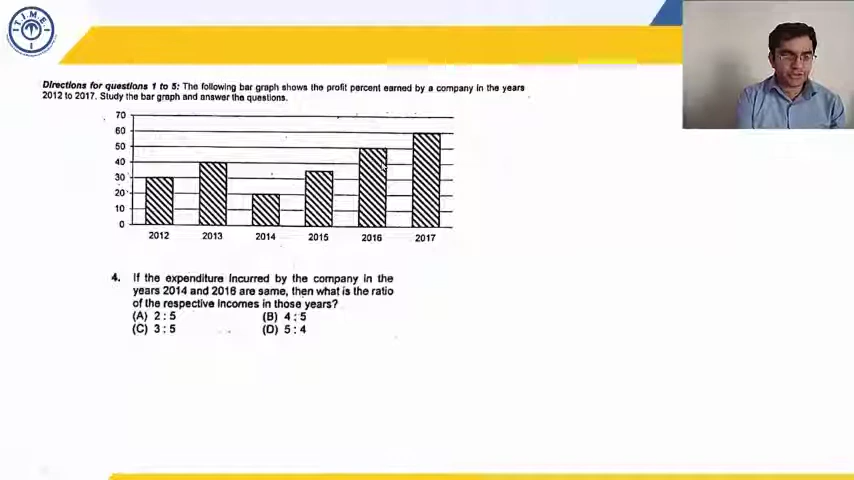 T.I.M.E.
Directions for questions 1 to 5: The following bar graph shows the profit percent earned by a company in the years
2012 to 2017. Study the bar graph and answer the questions.
70
60
50
40
30
20
10
0
2012 2013 2014 2015 2016 2017
4. If the expenditure incurred by the company in the
years 2014 and 2016 are same, then what is the ratio
of the respective incomes in those years?
(A) 2 : 5 (B) 4 : 5
(C) 3 : 5 (D) 5 : 4